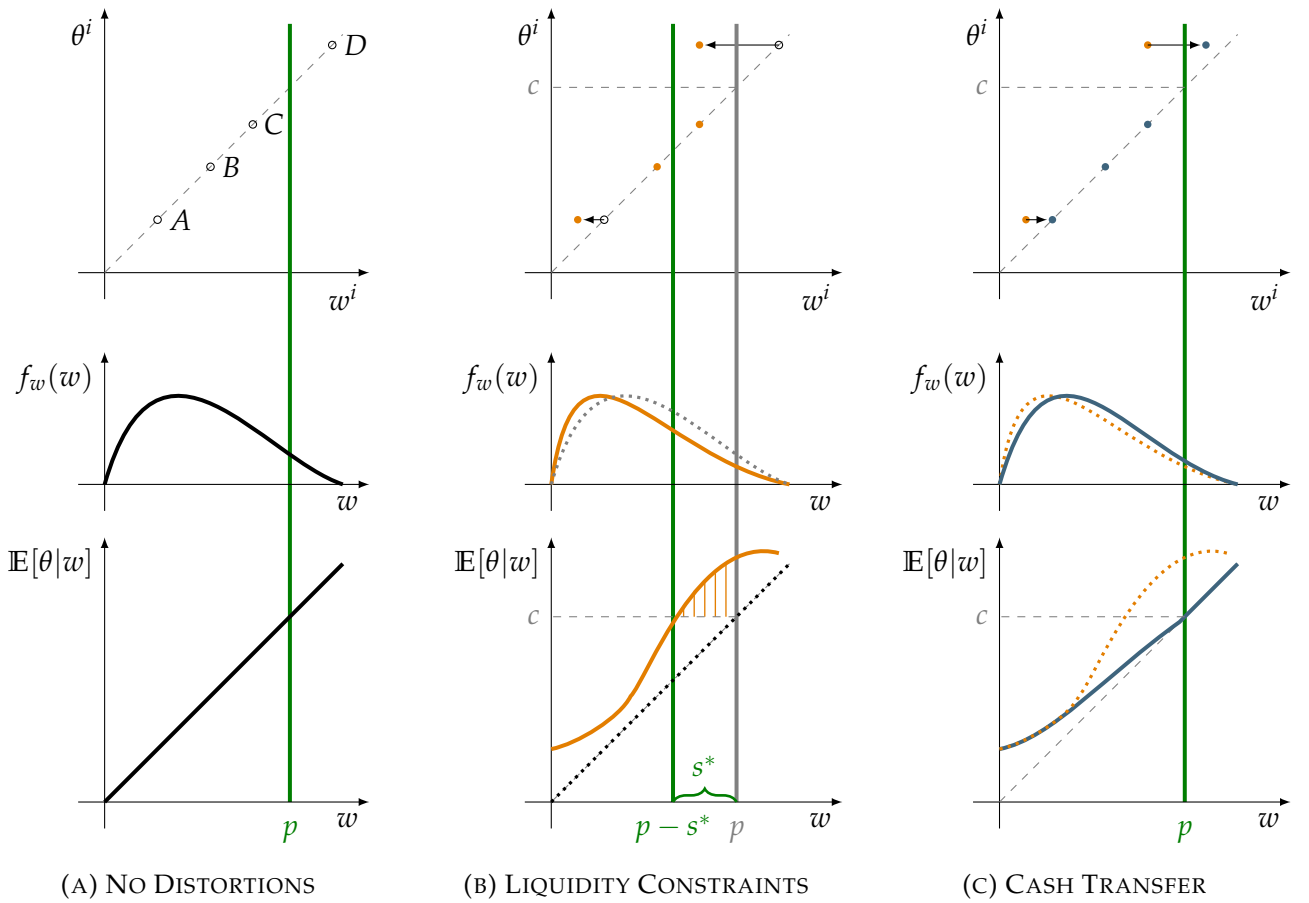 θ^i
D
C
B
A
w^i
f_w(w)
w
𝔼[θ|w]
w
p
(A) NO DISTORTIONS
θ^i
c
w^i
f_w(w)
w
𝔼[θ|w]
c
s*
w
p − s*
p
(B) LIQUIDITY CONSTRAINTS
θ^i
c
w^i
f_w(w)
w
𝔼[θ|w]
c
w
p
(C) CASH TRANSFER